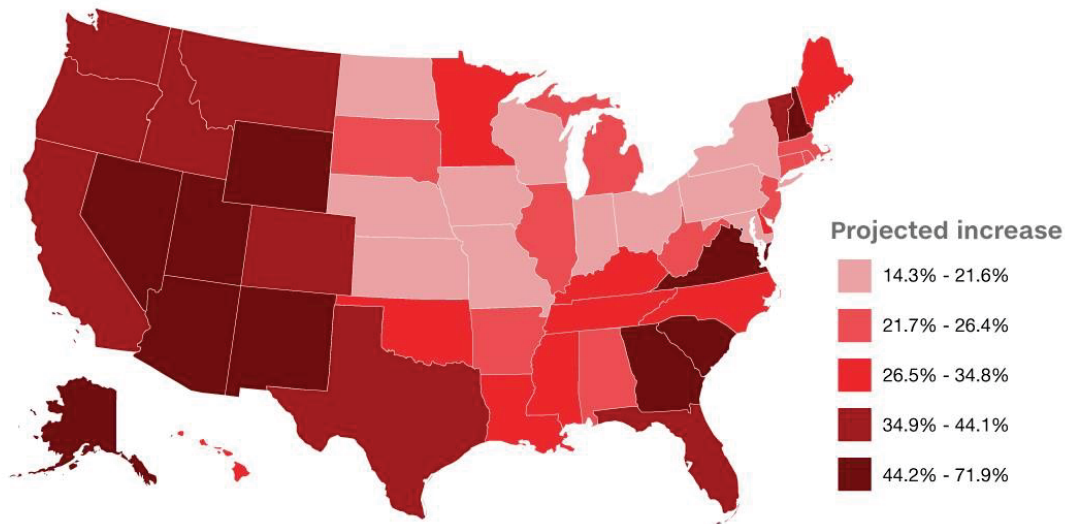 Projected increase
14.3% - 21.6%
21.7% - 26.4%
26.5% - 34.8%
34.9% - 44.1%
44.2% - 71.9%